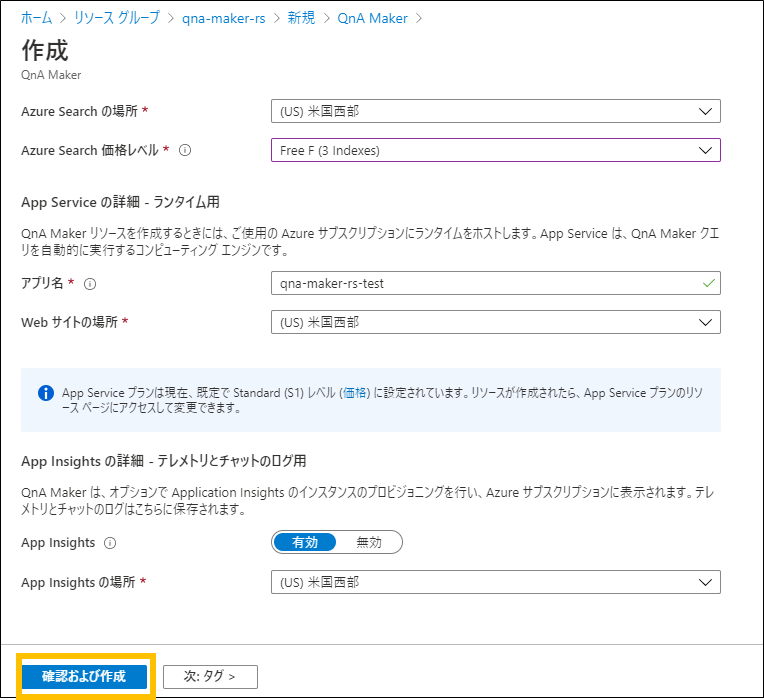 ホーム > リソース グループ > qna-maker-rs > 新規 > QnA Maker >
作成
QnA Maker
Azure Search の場所 *
(US) 米国西部
Azure Search 価格レベル *
Free F (3 Indexes)
App Service の詳細 - ランタイム用
QnA Maker リソースを作成するときには、ご使用の Azure サブスクリプションにランタイムをホストします。App Service は、QnA Maker クエ
リを自動的に実行するコンピューティング エンジンです。
アプリ名 *
qna-maker-rs-test
Web サイトの場所 *
(US) 米国西部
App Service プランは現在、既定で Standard (S1) レベル (価格) に設定されています。リソースが作成されたら、App Service プランのリソ
ース ページにアクセスして変更できます。
App Insights の詳細 - テレメトリとチャットのログ用
QnA Maker は、オプションで Application Insights のインスタンスのプロビジョニングを行い、Azure サブスクリプションに表示されます。テレ
メトリとチャットのログはこちらに保存されます。
App Insights
有効 無効
App Insights の場所 *
(US) 米国西部
確認および作成
次: タグ >